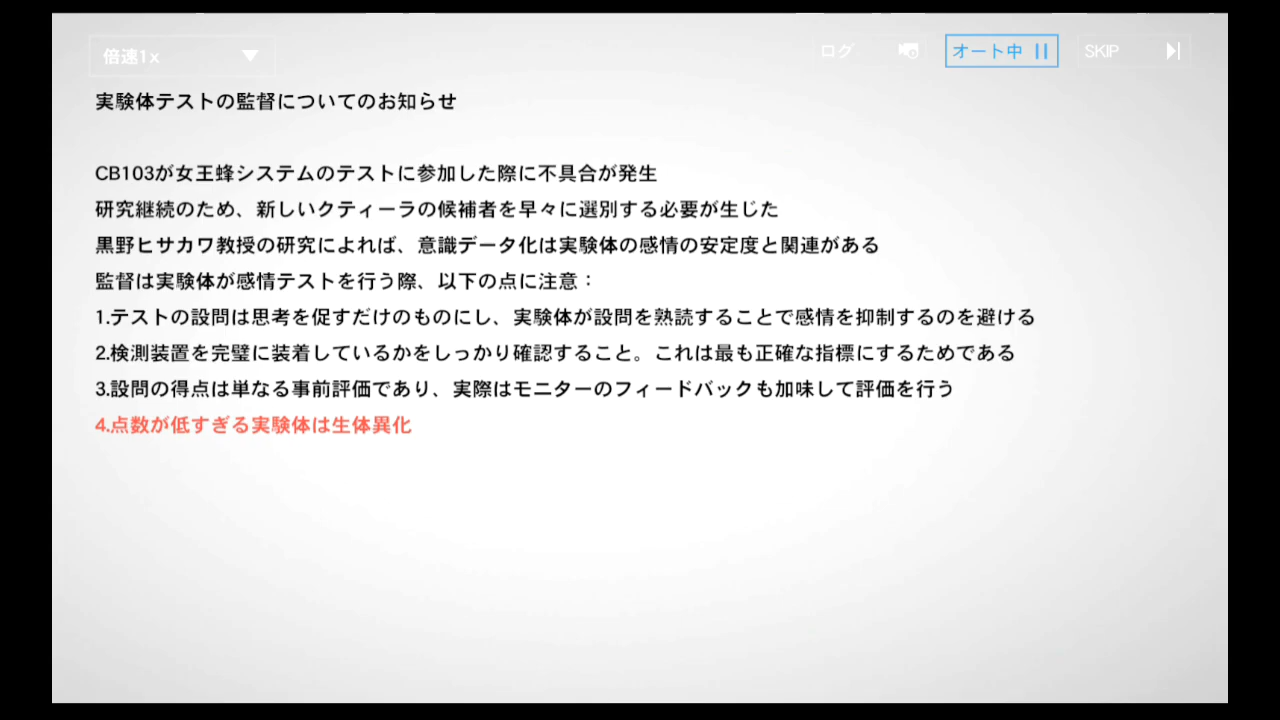 倍速1x
ログ
オート中
SKIP
実験体テストの監督についてのお知らせ
CB103が女王蜂システムのテストに参加した際に不具合が発生
研究継続のため、新しいクティーラの候補者を早々に選別する必要が生じた
黒野ヒサカワ教授の研究によれば、意識データ化は実験体の感情の安定度と関連がある
監督は実験体が感情テストを行う際、以下の点に注意：
1.テストの設問は思考を促すだけのものにし、実験体が設問を熟読することで感情を抑制するのを避ける
2.検測装置を完璧に装着しているかをしっかり確認すること。これは最も正確な指標にするためである
3.設問の得点は単なる事前評価であり、実際はモニターのフィードバックも加味して評価を行う
4.点数が低すぎる実験体は生体異化